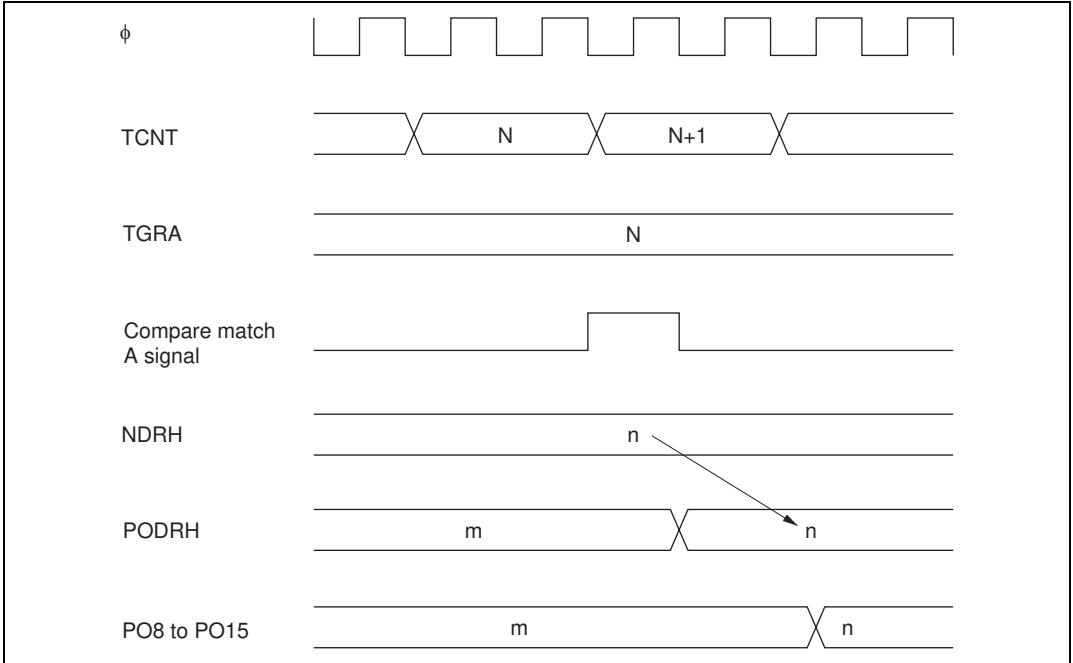 ϕ
TCNT N N+1
TGRA N
Compare match
A signal
NDRH n
PODRH m n
PO8 to PO15 m n